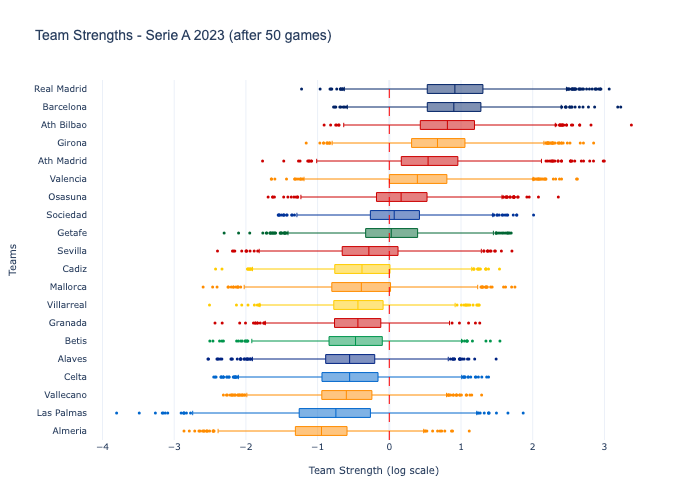 Team Strengths - Serie A 2023 (after 50 games)
Real Madrid
Barcelona
Ath Bilbao
Girona
Ath Madrid
Valencia
Osasuna
Sociedad
Getafe
Sevilla
Cadiz
Mallorca
Villarreal
Granada
Betis
Alaves
Celta
Vallecano
Las Palmas
Almeria
Teams
−4 −3 −2 −1 0 1 2 3
Team Strength (log scale)